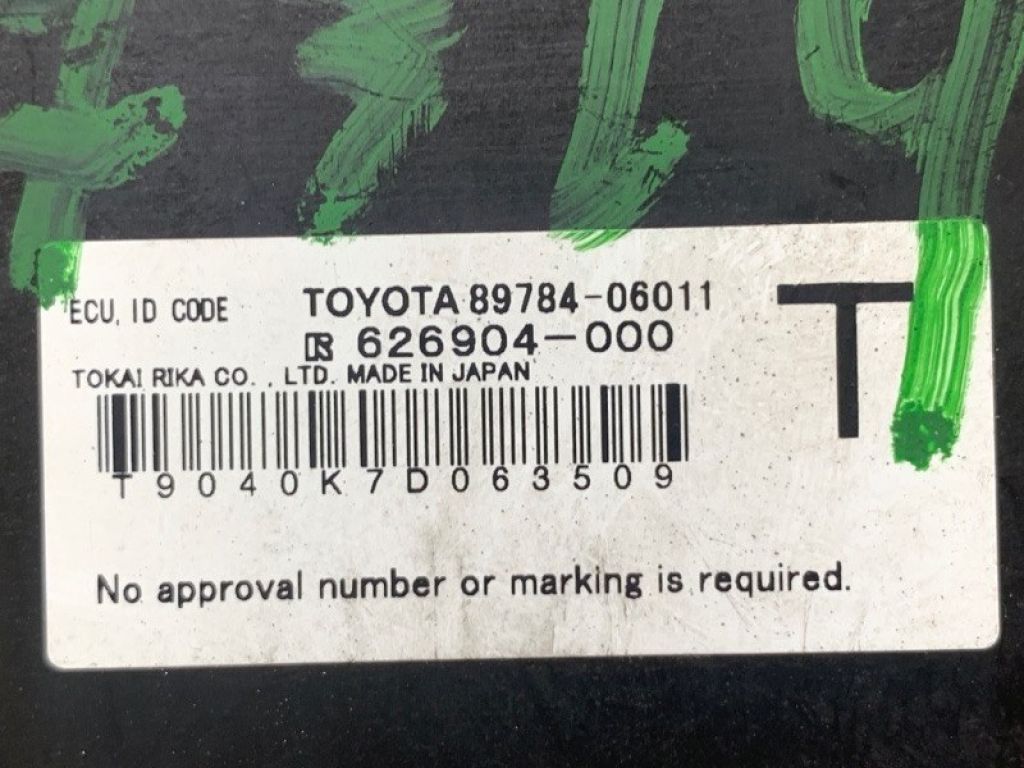 ECU, ID CODE TOYOTA 89784-06011
626904-000
TOKAI RIKA CO., LTD. MADE IN JAPAN
T
T9040K7D063509
No approval number or marking is required.